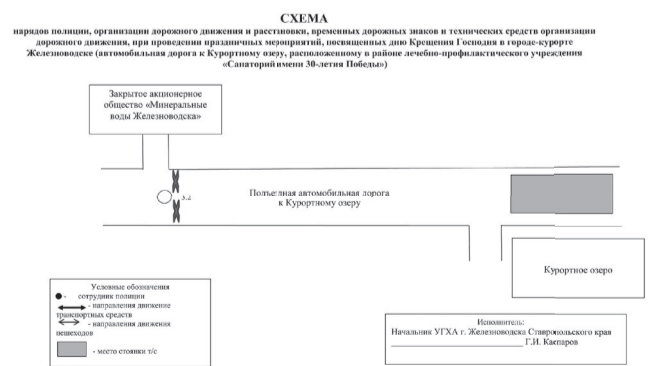 СХЕМА
нарядов полиции, организации дорожного движения и расстановки, временных дорожных знаков и технических средств организации
дорожного движения, при проведении праздничных мероприятий, посвященных дню Крещения Господня в городе-курорте
Железноводске (автомобильная дорога к Курортному озеру, расположенному в районе лечебно-профилактического учреждения
«Санаторий имени 30-летия Победы»)
Закрытое акционерное
общество «Минеральные
воды Железноводска»
3.2
Подъездная автомобильная дорога
к Курортному озеру
Курортное озеро
Условные обозначения
- сотрудник полиции
- направления движение
транспортных средств
- направления движения
пешеходов
- место стоянки т/с
Исполнитель:
Начальник УГХА г. Железноводска Ставропольского края
Г.И. Каспаров